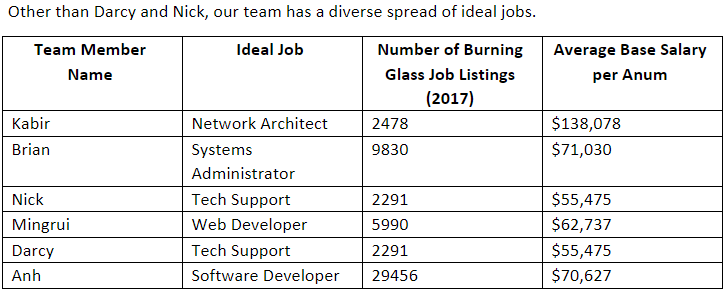 Other than Darcy and Nick, our team has a diverse spread of ideal jobs.
Team Member Name Ideal Job Number of Burning Glass Job Listings (2017) Average Base Salary per Anum
Kabir Network Architect 2478 $138,078
Brian Systems Administrator 9830 $71,030
Nick Tech Support 2291 $55,475
Mingrui Web Developer 5990 $62,737
Darcy Tech Support 2291 $55,475
Anh Software Developer 29456 $70,627